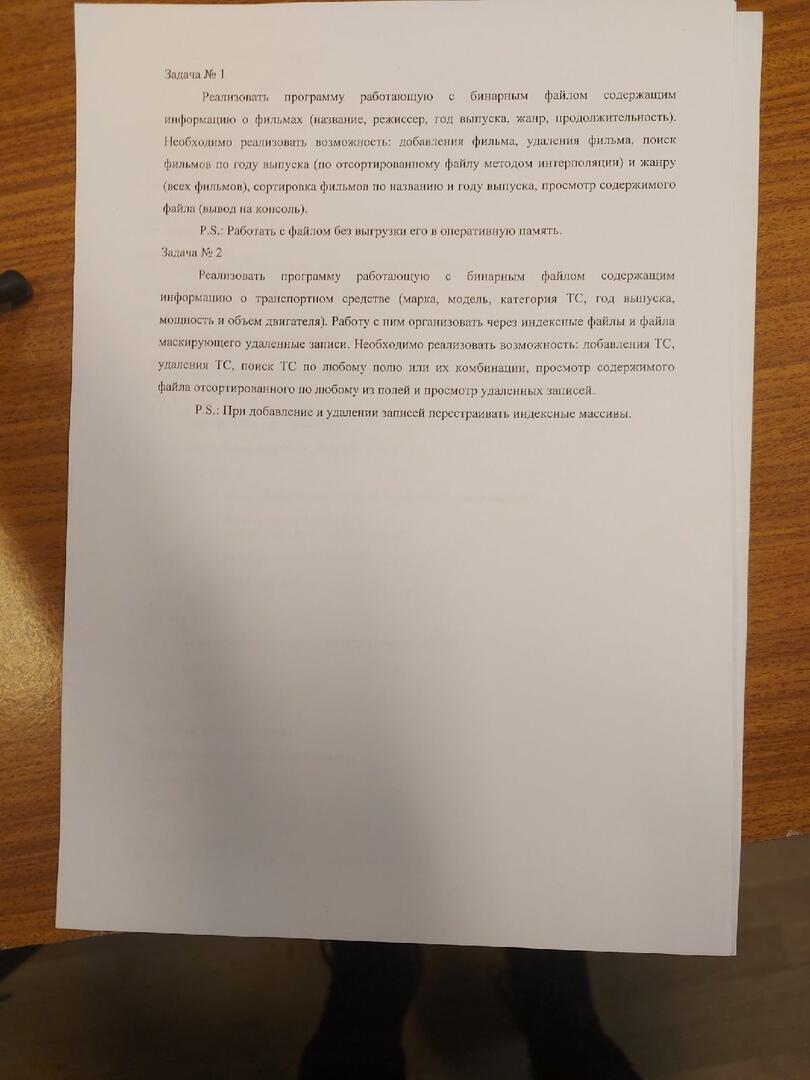 Задача № 1
Реализовать программу работающую с бинарным файлом содержащим
информацию о фильмах (название, режиссер, год выпуска, жанр, продолжительность).
Необходимо реализовать возможность: добавления фильма, удаления фильма, поиск
фильмов по году выпуска (по отсортированному файлу методом интерполяции) и жанру
(всех фильмов), сортировка фильмов по названию и году выпуска, просмотр содержимого
файла (вывод на консоль).
P.S.: Работать с файлом без выгрузки его в оперативную память.
Задача № 2
Реализовать программу работающую с бинарным файлом содержащим
информацию о транспортном средстве (марка, модель, категория ТС, год выпуска,
мощность и объем двигателя). Работу с ним организовать через индексные файлы и файла
маскирующего удаленные записи. Необходимо реализовать возможность: добавления ТС,
удаления ТС, поиск ТС по любому полю или их комбинации, просмотр содержимого
файла отсортированного по любому из полей и просмотр удаленных записей.
P.S.: При добавление и удалении записей перестраивать индексные массивы.